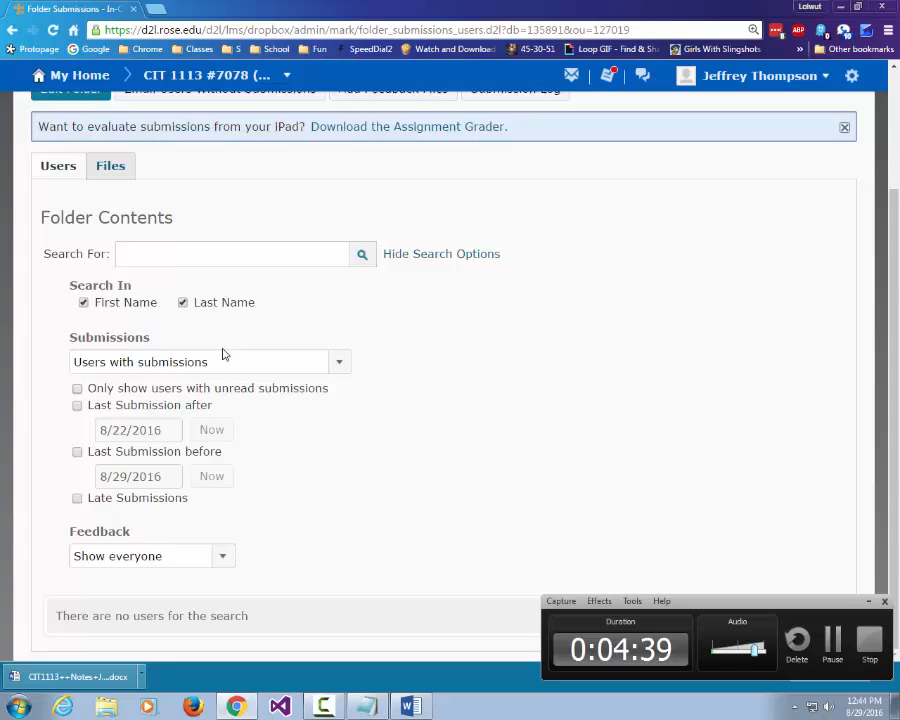 Folder Submissions - In-C
Lolwut
https://d2l.rose.edu/d2l/lms/dropbox/admin/mark/folder_submissions_users.d2l?db=135891&ou=127019
Protopage Google Chrome Classes School Fun SpeedDial2 Watch and Download 45-30-51 Loop GIF - Find & Sha Girls With Slingshots » Other bookmarks
My Home CIT 1113 #7078 (... Jeffrey Thompson
Edit Folder Email Users Without Submissions Add Feedback Files Submission Log
Want to evaluate submissions from your iPad? Download the Assignment Grader.
Users Files
Folder Contents
Search For: Hide Search Options
Search In
First Name Last Name
Submissions
Users with submissions
Only show users with unread submissions
Last Submission after
8/22/2016 Now
Last Submission before
8/29/2016 Now
Late Submissions
Feedback
Show everyone
There are no users for the search
Capture Effects Tools Help
Duration Audio
0:04:39
Delete Pause Stop
CIT1113++Notes+J....docx
12:44 PM
8/29/2016